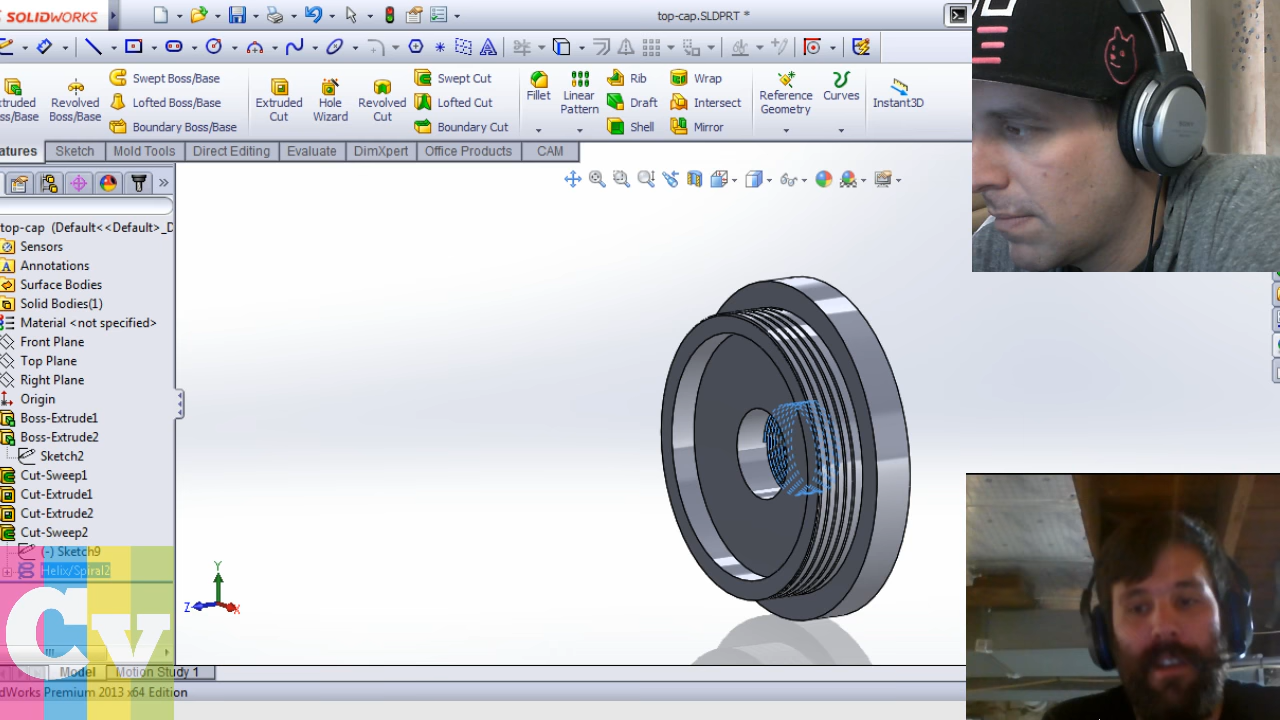 SOLIDWORKS
top-cap.SLDPRT *
Swept Boss/Base
Lofted Boss/Base
Boundary Boss/Base
truded
ss/Base
Revolved
Boss/Base
Extruded
Cut
Hole
Wizard
Revolved
Cut
Swept Cut
Lofted Cut
Boundary Cut
Fillet
Linear
Pattern
Rib
Draft
Shell
Wrap
Intersect
Mirror
Reference
Geometry
Curves
Instant3D
atures
Sketch
Mold Tools
Direct Editing
Evaluate
DimXpert
Office Products
CAM
top-cap (Default<<Default>_D
Sensors
Annotations
Surface Bodies
Solid Bodies(1)
Material <not specified>
Front Plane
Top Plane
Right Plane
Origin
Boss-Extrude1
Boss-Extrude2
Sketch2
Cut-Sweep1
Cut-Extrude1
Cut-Extrude2
Cut-Sweep2
(-) Sketch9
Helix/Spiral2
Cv
Y
Z
X
Model
Motion Study 1
idWorks Premium 2013 x64 Edition